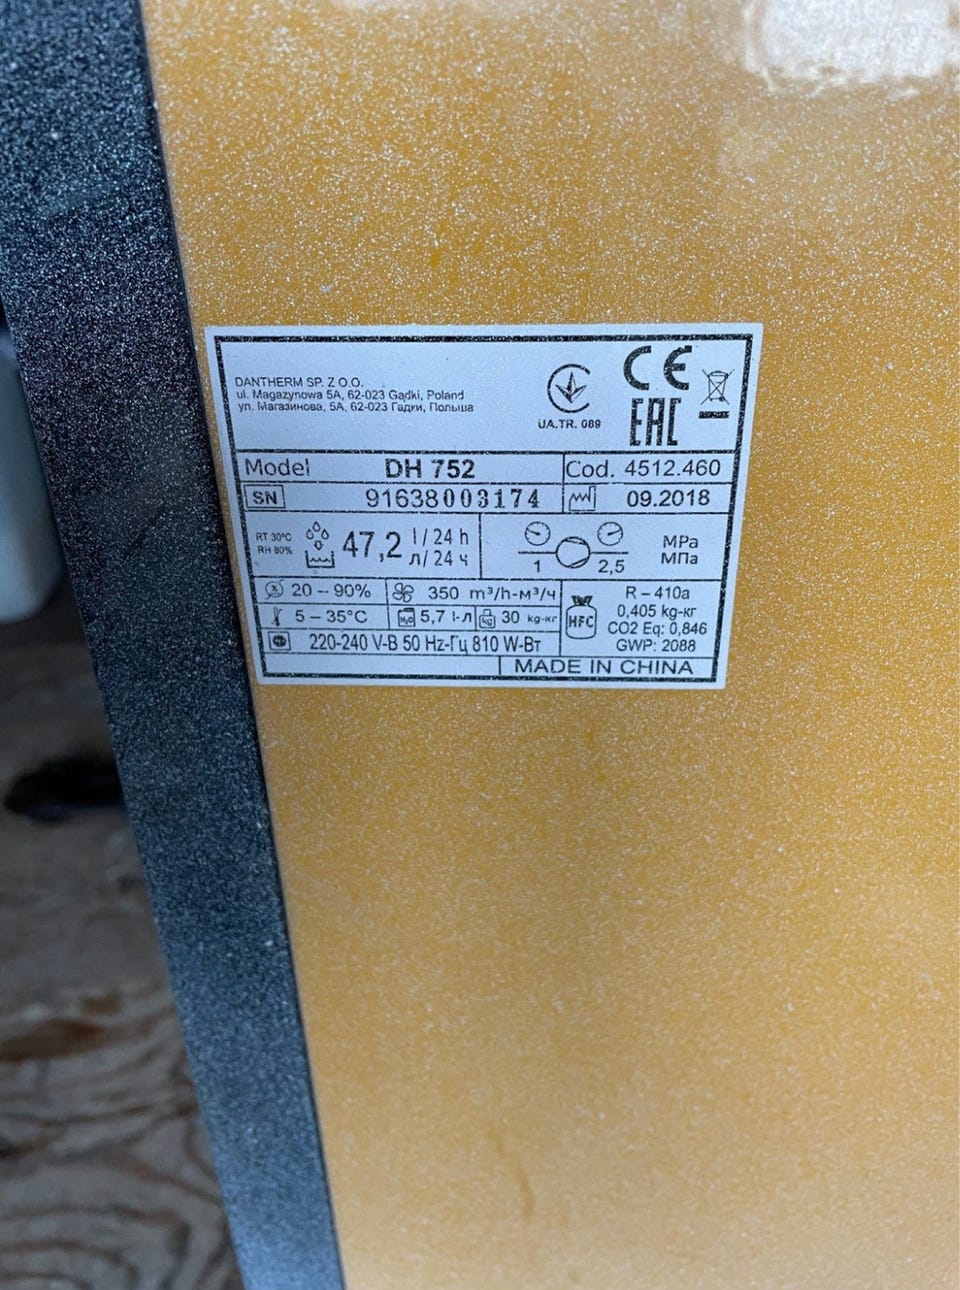 DANTHERM SP. Z O.O.
ul. Magazynowa 5A, 62-023 Gądki, Poland
ул. Магазинова, 5A, 62-023 Гадки, Польша
UA.TR. 089
CE
EAC
Model DH 752 Cod. 4512.460
SN 91638003174 09.2018
RT 30°C
RH 80%
47,2 l / 24 h
л/ 24 ч
1 2,5
MPa
МПа
20 -- 90% 350 m³/h-м³/ч
5 – 35°C H₂O 5,7 l-л kg 30 kg-кг
220-240 V-В 50 Hz-Гц 810 W-Вт
HFC
R – 410a
0,405 kg-кг
CO2 Eq: 0,846
GWP: 2088
MADE IN CHINA